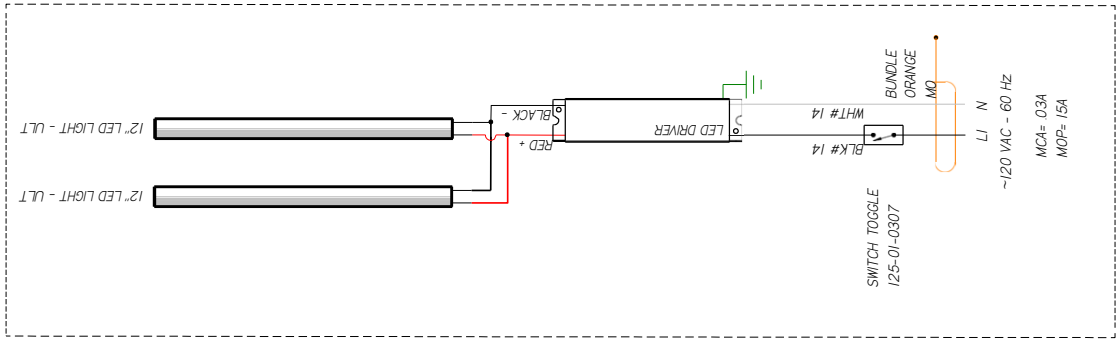 12" LED LIGHT - ULT
12" LED LIGHT - ULT
BLACK -
RED +
LED DRIVER
WHT# 14
BLK# 14
SWITCH TOGGLE
125-01-0307
BUNDLE
ORANGE
MO
L1 N
~120 VAC - 60 Hz
MCA= .03A
MOP= 15A